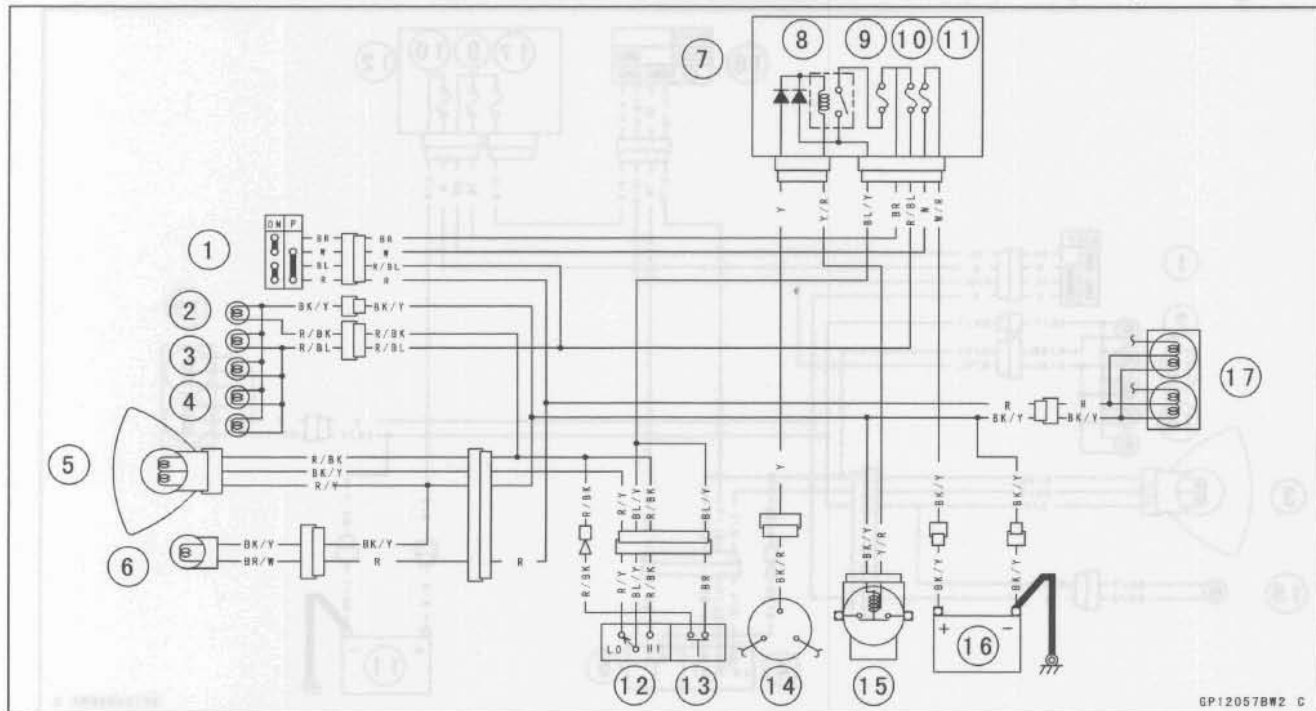 7
8
9
10
11
Y
Y/R
BL/Y
BR
R/BL
N
W/R
1
ON P
BR BR
W W
BL R/BL
R R
2
BK/Y BK/Y
R/BK R/BK
3
R/BL R/BL
4
R R
BK/Y BK/Y
17
5
R/BK
BK/Y
R/Y
6
BK/Y BK/Y
BR/W R R
R/BK
R/Y
BL/Y
R/BK
BL/Y
Y
BK/Y
Y/R
BK/Y
BK/Y
R/BK
R/Y
BL/Y
R/BK
BR
BK/R
BK/Y
BK/Y
LO HI
+ -
12
13
14
15
16
GP12057BW2 C